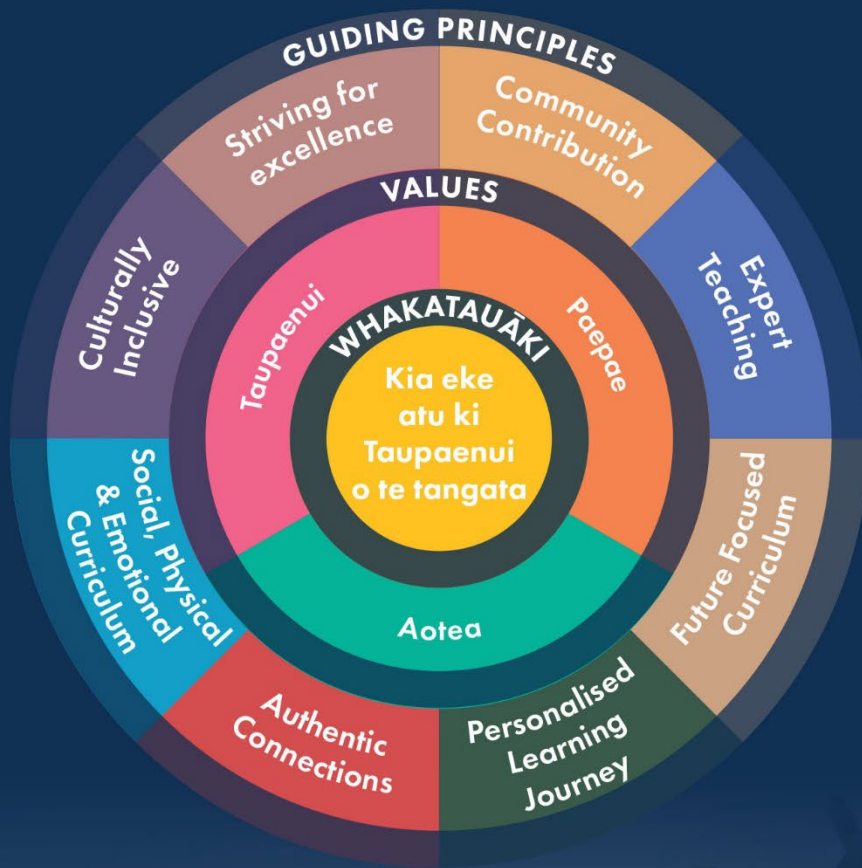 GUIDING PRINCIPLES
Striving for
excellence
Community
Contribution
Expert
Teaching
Future Focused
Curriculum
Personalised
Learning
Journey
Authentic
Connections
Social, Physical
& Emotional
Curriculum
Culturally
Inclusive
VALUES
Taupaenui
Paepae
Aotea
WHAKATAUĀKI
Kia eke
atu ki
Taupaenui
o te tangata